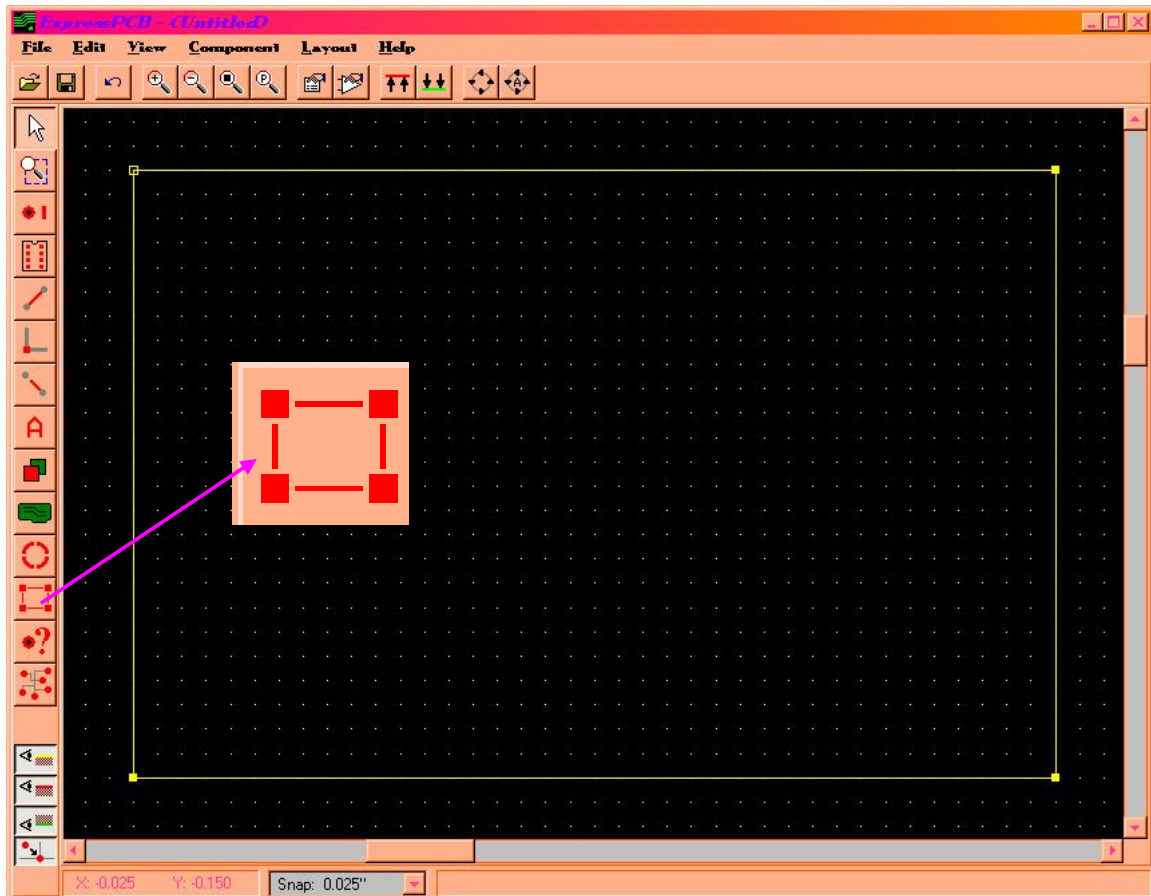 ExpressPCB - (Untitled)
File Edit View Component Layout Help
P
A
A
?
X: -0.025 Y: -0.150 Snap: 0.025"